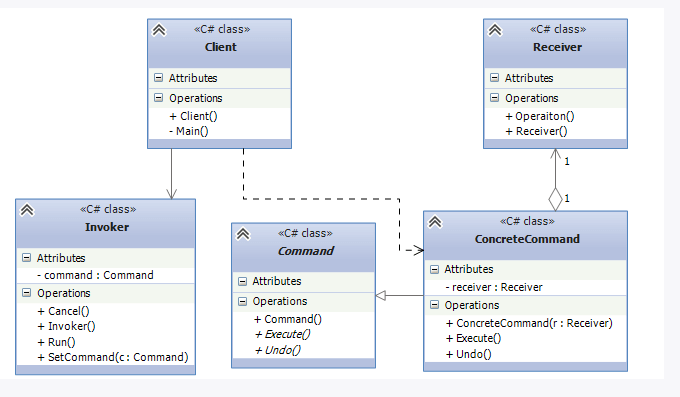 «C# class»
Client
Attributes
Operations
+ Client()
- Main()
«C# class»
Receiver
Attributes
Operations
+ Operaiton()
+ Receiver()
1
1
«C# class»
Invoker
Attributes
- command : Command
Operations
+ Cancel()
+ Invoker()
+ Run()
+ SetCommand(c : Command)
«C# class»
Command
Attributes
Operations
+ Command()
+ Execute()
+ Undo()
«C# class»
ConcreteCommand
Attributes
- receiver : Receiver
Operations
+ ConcreteCommand(r : Receiver)
+ Execute()
+ Undo()